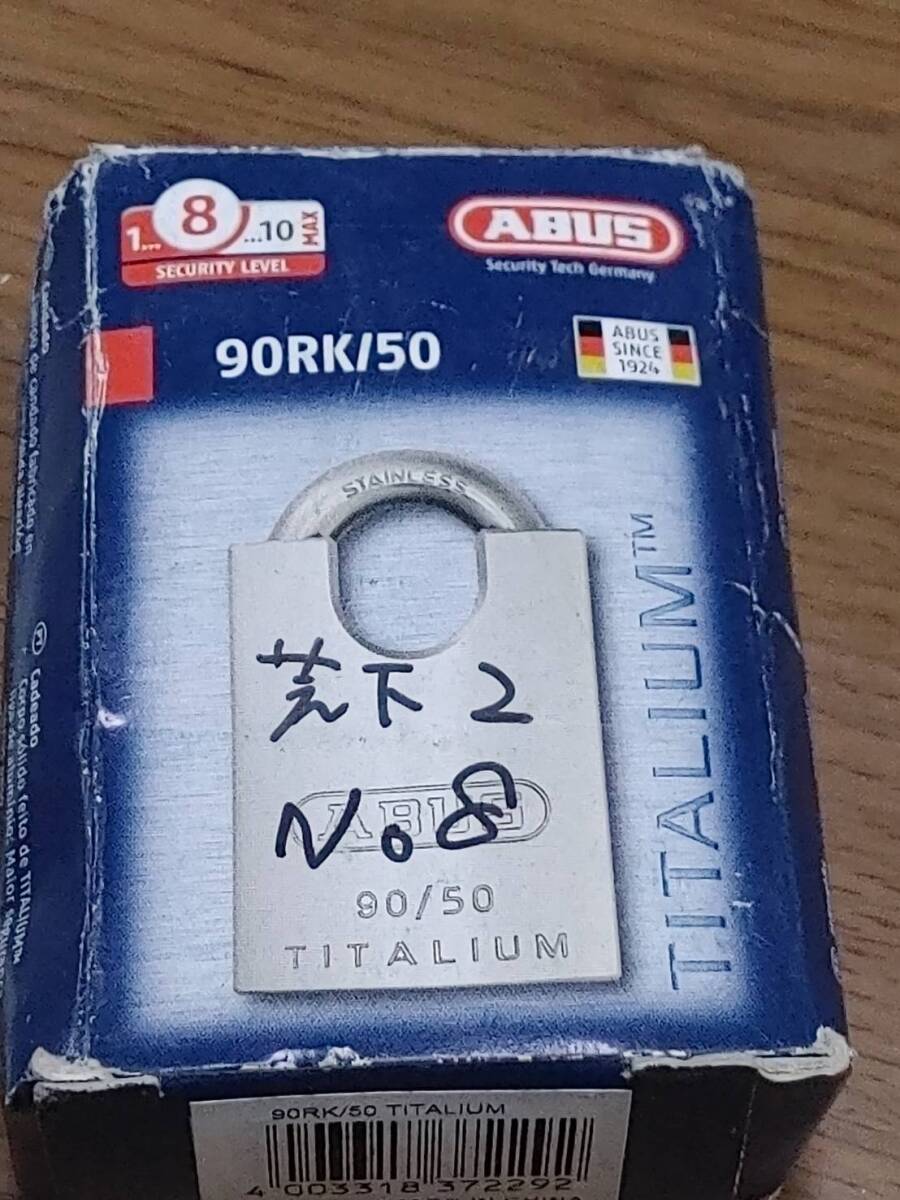 1... 8 ...10 MAX
SECURITY LEVEL
ABUS
Security Tech Germany
90RK/50
ABUS
SINCE
1924
STAINLESS
下 2
ABUS
No 8
90/50
TITALIUM
TITALIUM™
Cadeado
90RK/50 TITALIUM
4 003318 372292